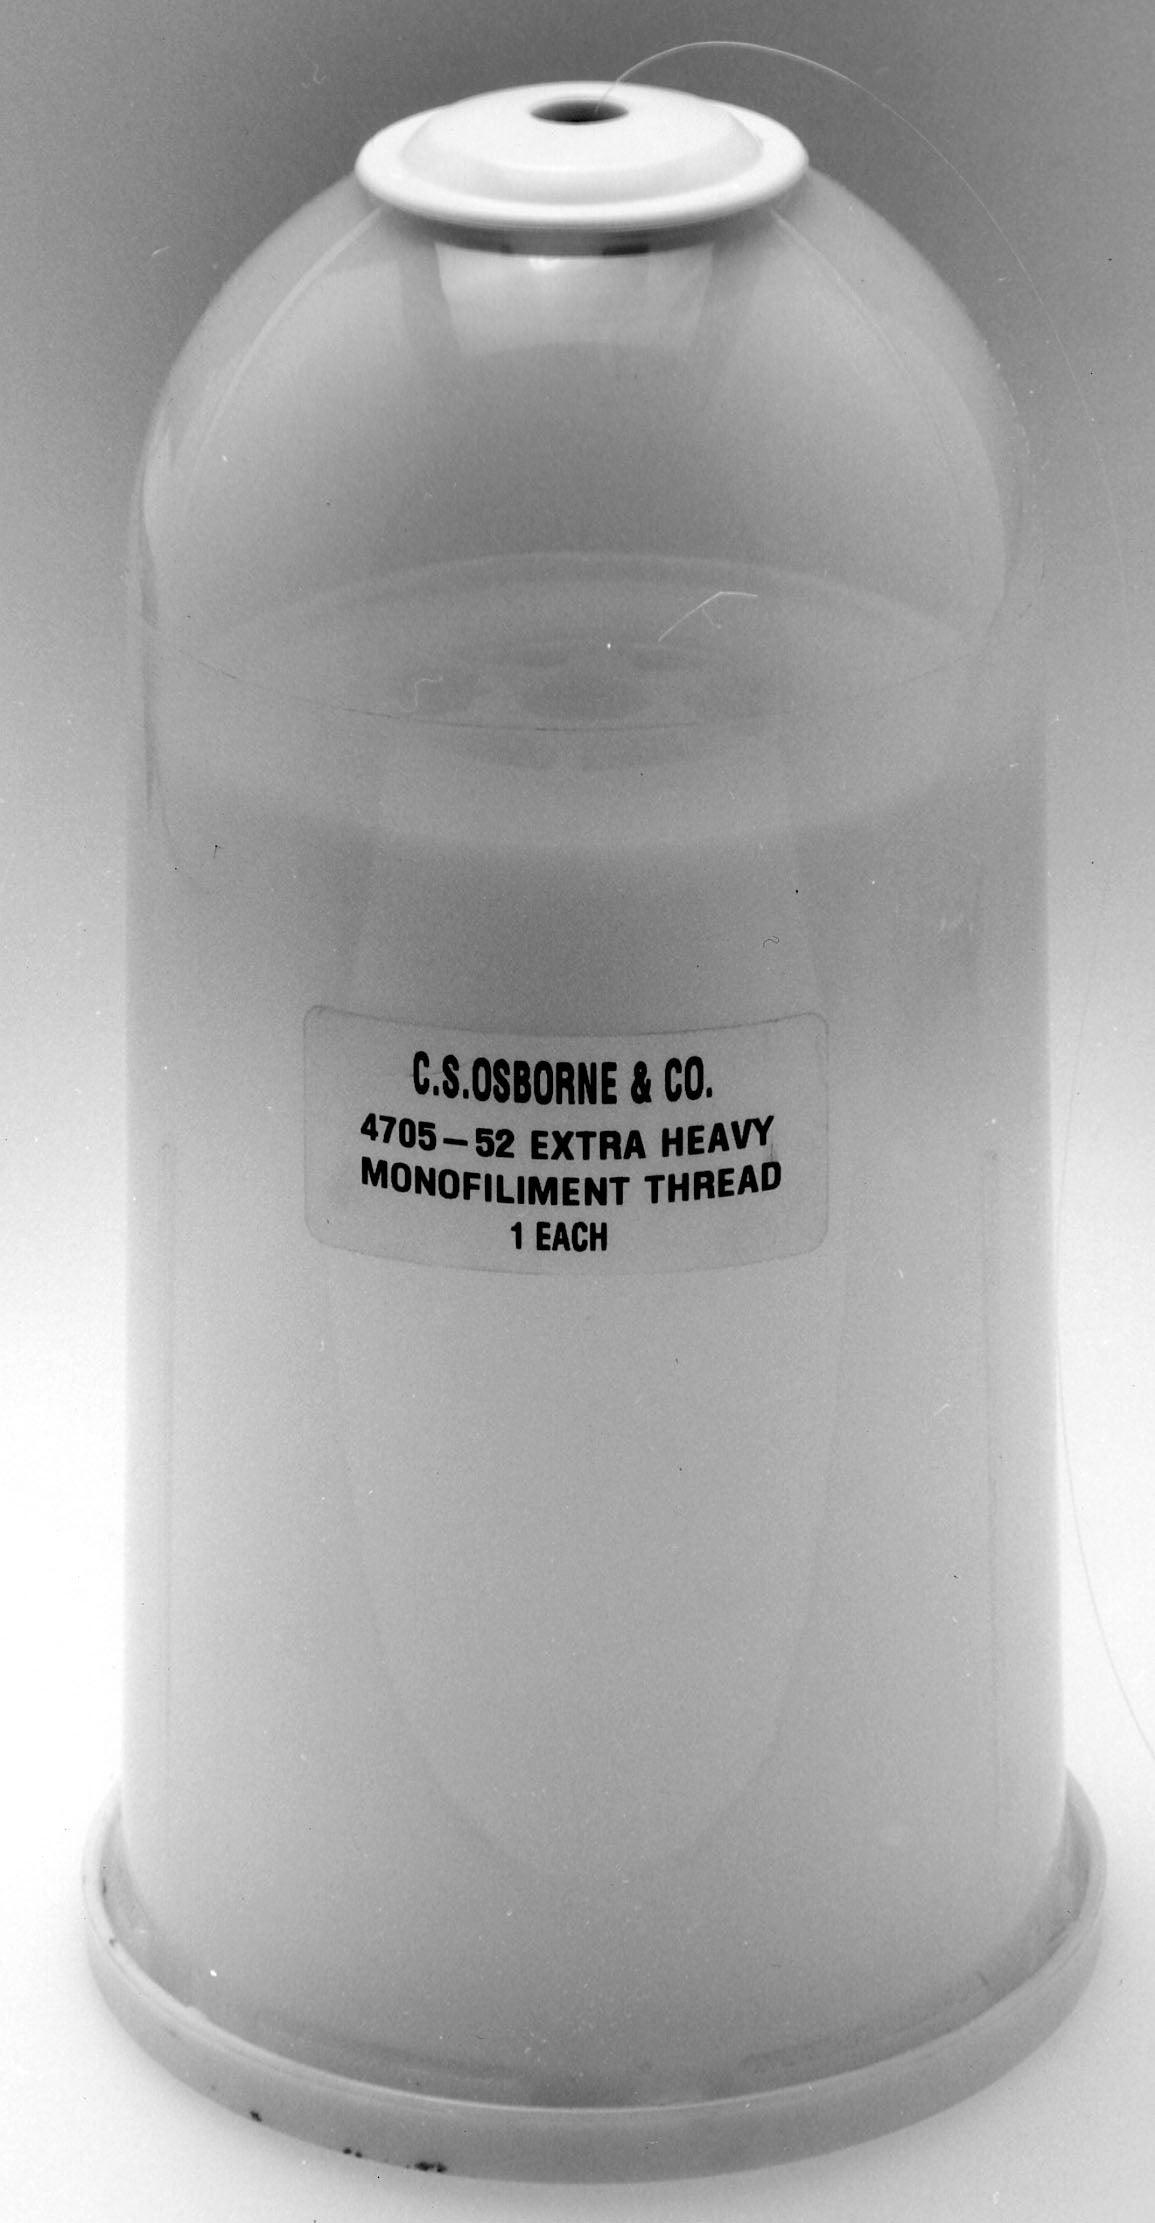 C.S.OSBORNE & CO.
4705–52 EXTRA HEAVY
MONOFILIMENT THREAD
1 EACH